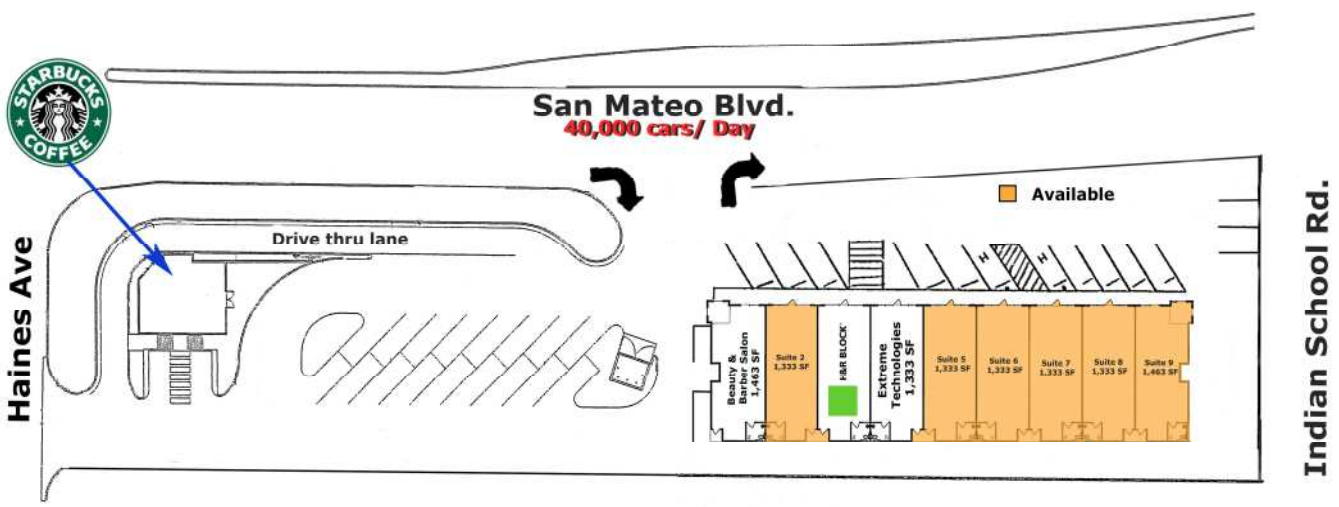 STARBUCKS
COFFEE
San Mateo Blvd.
40,000 cars/ Day
Available
Drive thru lane
Haines Ave
Indian School Rd.
H
H
Beauty &
Barber Salon
1,463 SF
Suite 2
1,333 SF
H&R BLOCK
Extreme
Technologies
1,333 SF
Suite 5
1,333 SF
Suite 6
1,333 SF
Suite 7
1,333 SF
Suite 8
1,333 SF
Suite 9
1,463 SF